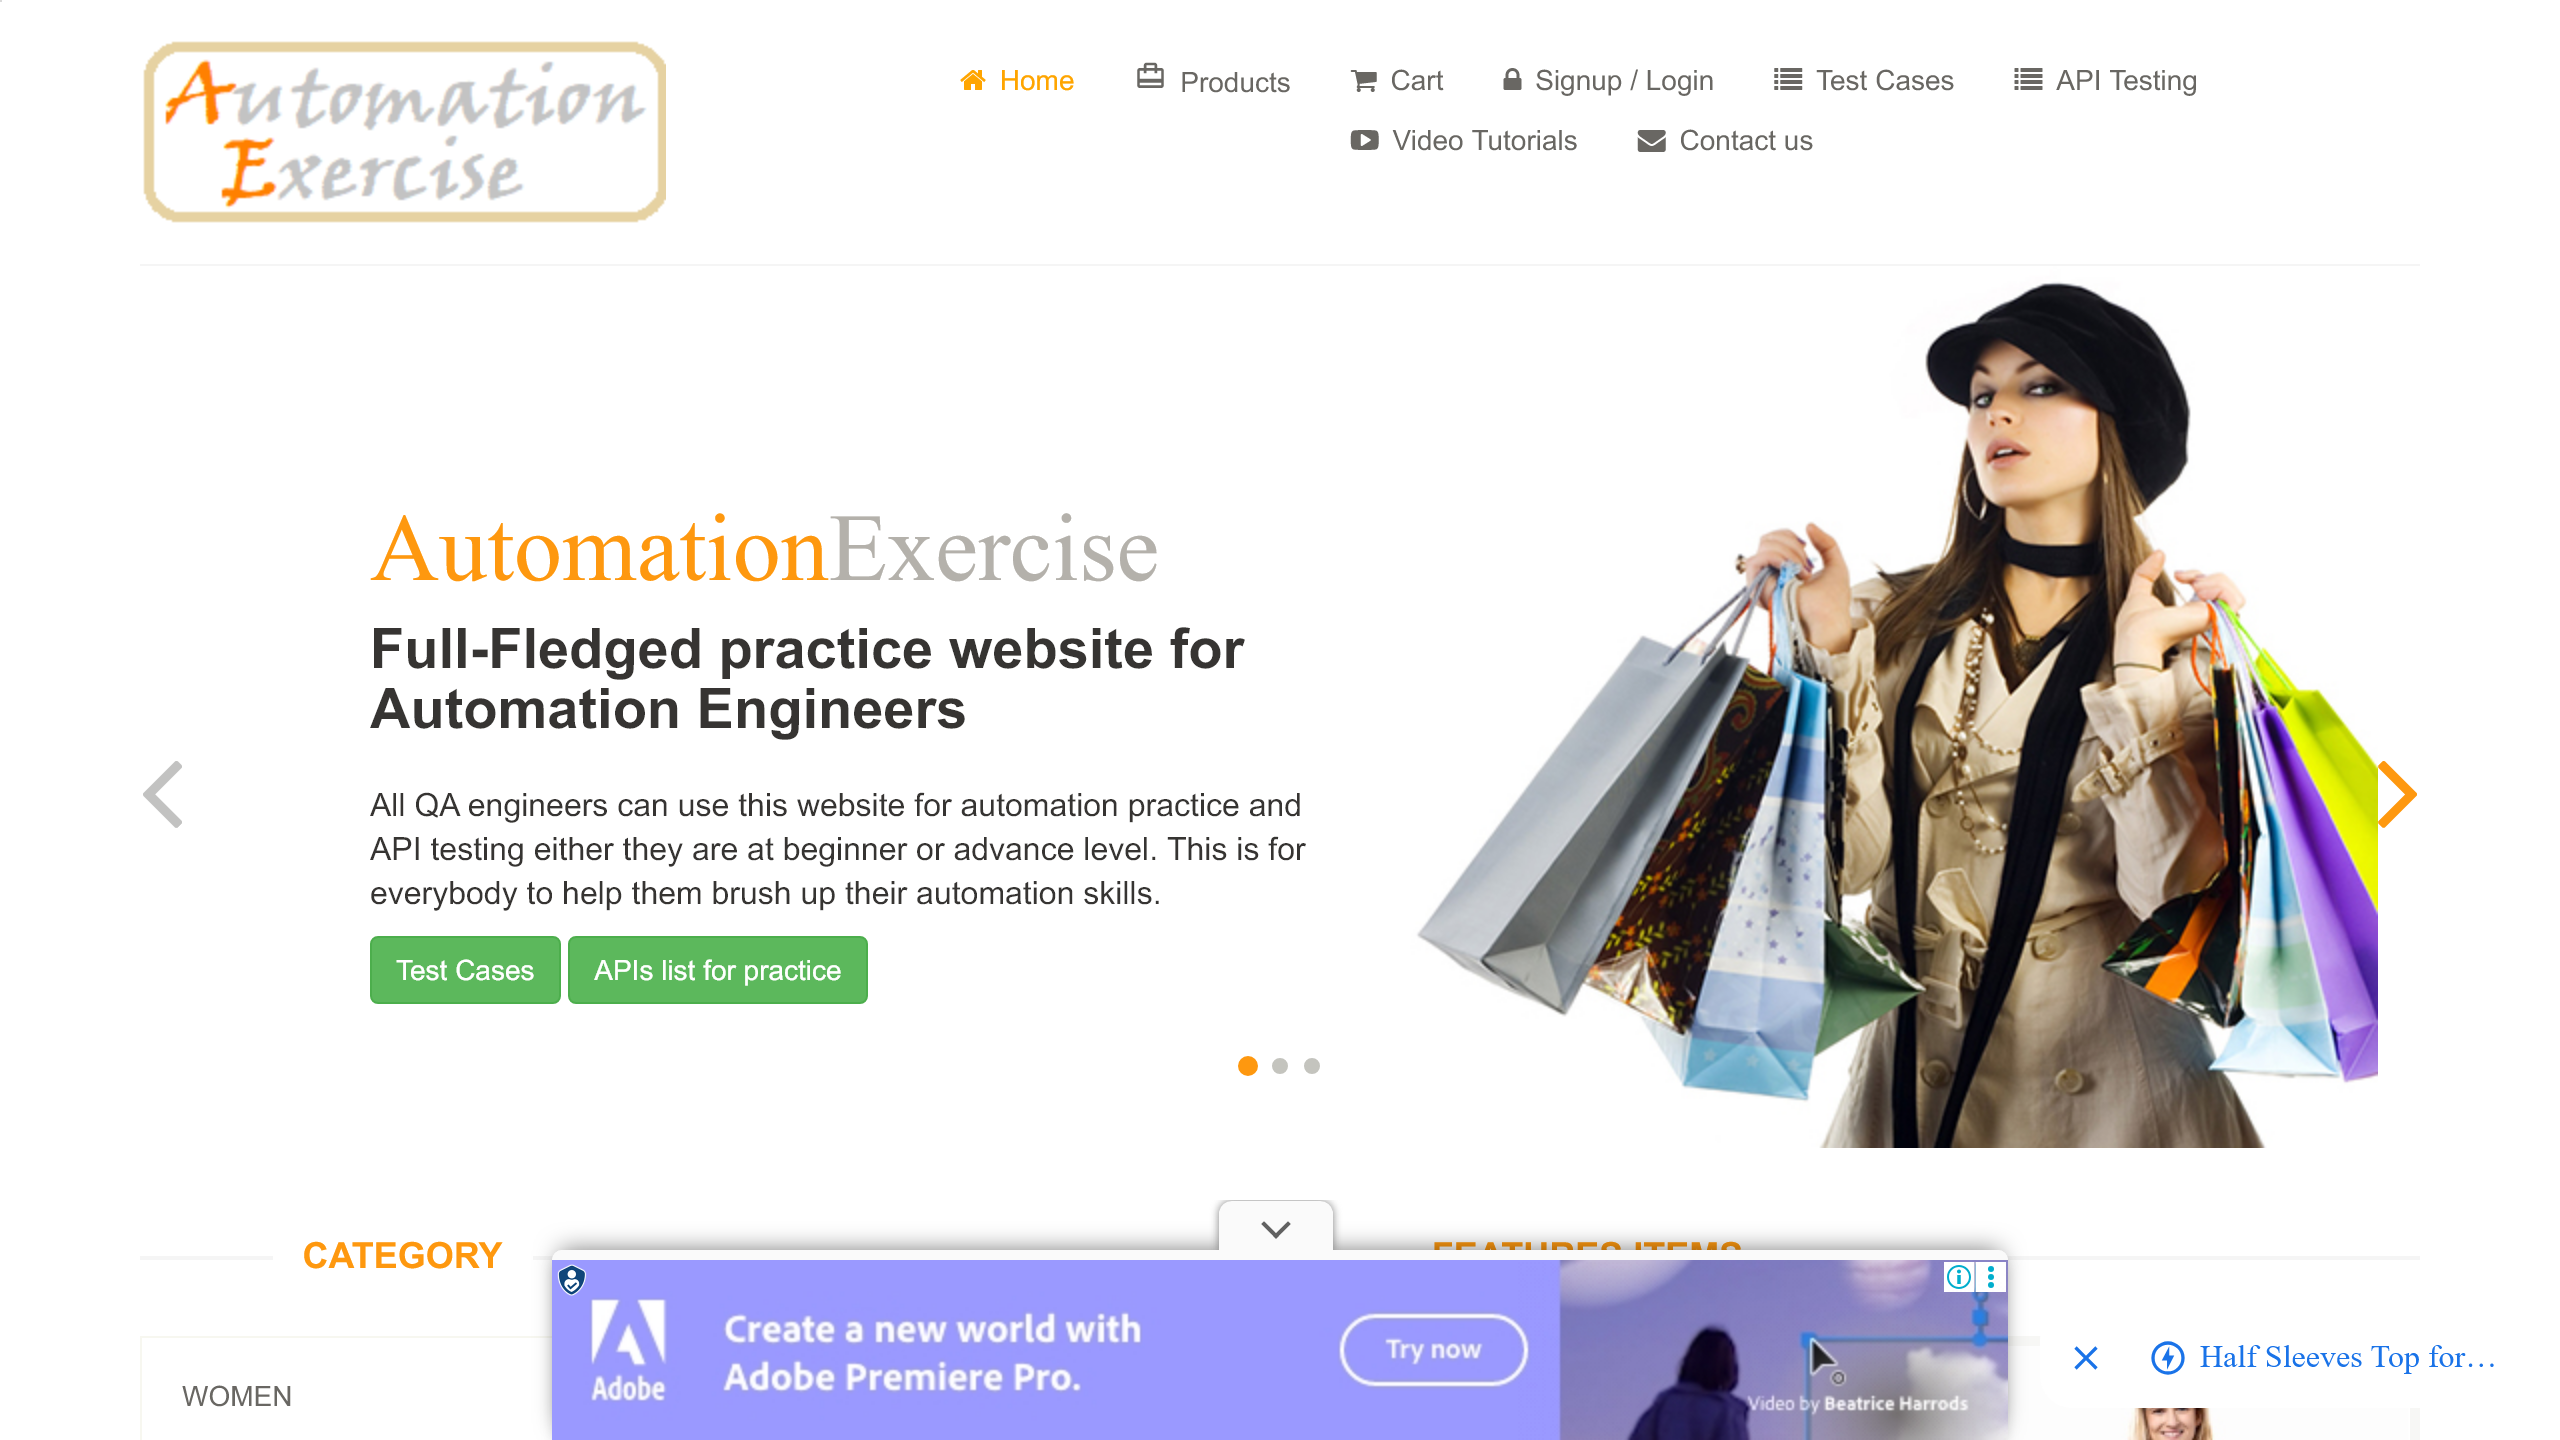 Automation
Exercise
Home
Products
Cart
Signup / Login
Test Cases
API Testing
Video Tutorials
Contact us
AutomationExercise
Full-Fledged practice website for
Automation Engineers
All QA engineers can use this website for automation practice and
API testing either they are at beginner or advance level. This is for
everybody to help them brush up their automation skills.
Test Cases
APIs list for practice
CATEGORY
FEATURES ITEMS
WOMEN
Adobe
Create a new world with
Adobe Premiere Pro.
Try now
Video by Beatrice Harrods
Half Sleeves Top for…